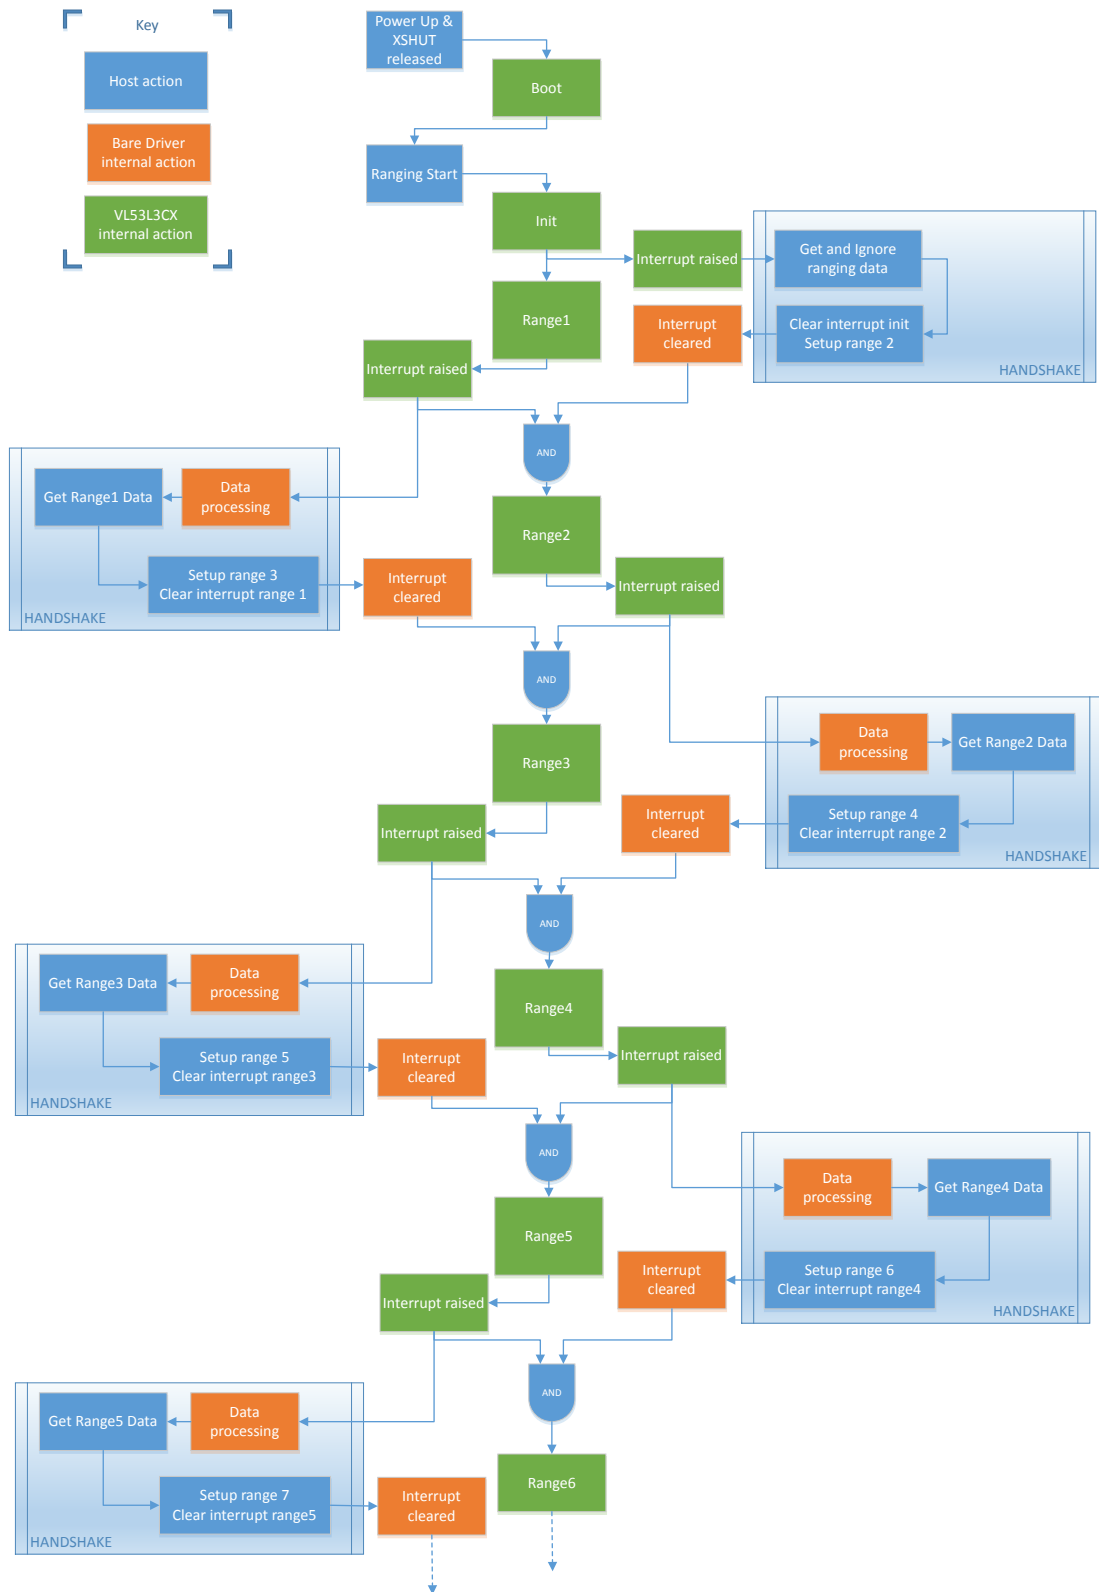 Key
Host action
Bare Driver
internal action
VL53L3CX
internal action
Power Up &
XSHUT
released
Boot
Ranging Start
Init
Interrupt raised
Get and Ignore
ranging data
Range1
Interrupt
cleared
Clear interrupt init
Setup range 2
HANDSHAKE
Interrupt raised
AND
Get Range1 Data
Data
processing
Range2
Setup range 3
Clear interrupt range 1
HANDSHAKE
Interrupt
cleared
Interrupt raised
AND
Data
processing
Get Range2 Data
Range3
Interrupt raised
Interrupt
cleared
Setup range 4
Clear interrupt range 2
HANDSHAKE
AND
Get Range3 Data
Data
processing
Range4
Setup range 5
Clear interrupt range3
HANDSHAKE
Interrupt
cleared
Interrupt raised
AND
Data
processing
Get Range4 Data
Range5
Interrupt raised
Interrupt
cleared
Setup range 6
Clear interrupt range4
HANDSHAKE
AND
Get Range5 Data
Data
processing
Range6
Setup range 7
Clear interrupt range5
HANDSHAKE
Interrupt
cleared